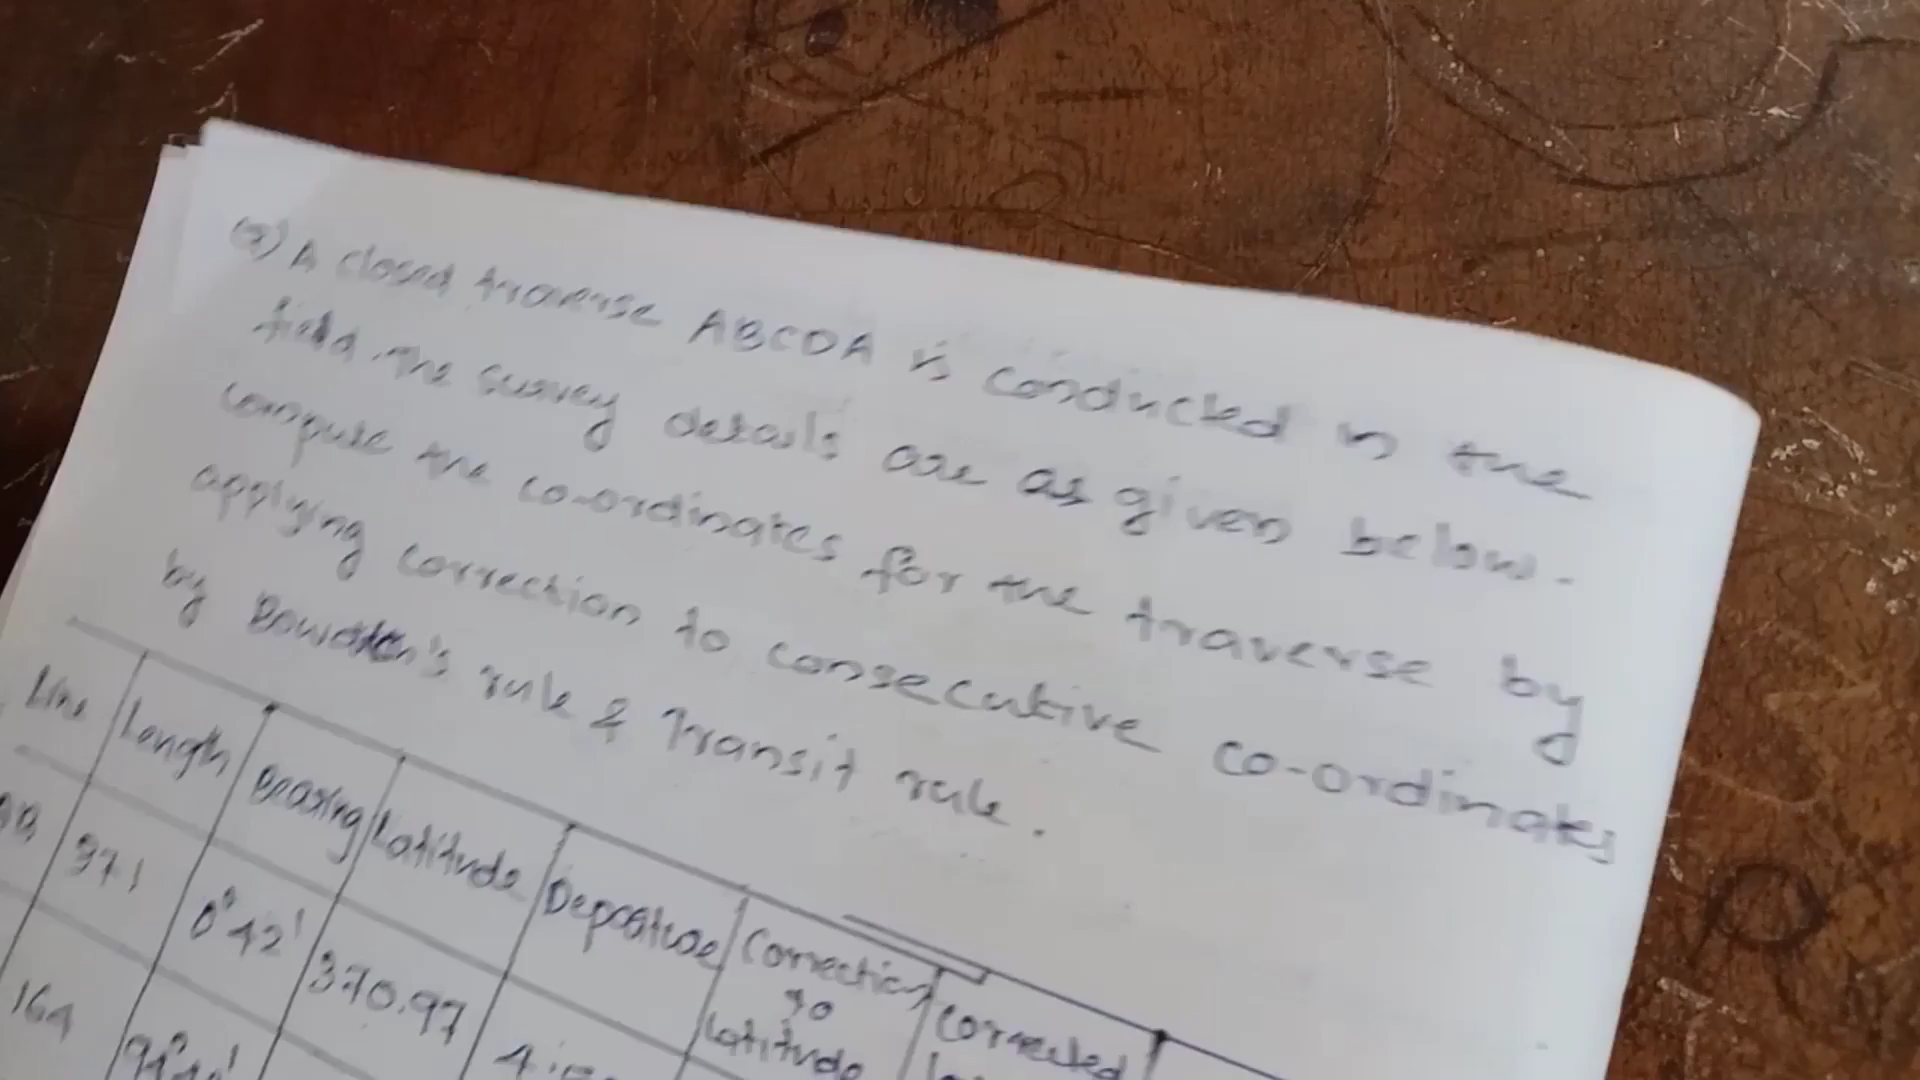 A closed traverse ABCDA is conducted in the
field. The survey details are as given below.
compute the co-ordinates for the traverse by
applying correction to consecutive co-ordinates
by rule & Transit rule.
Line Length Bearing Latitude Depature Correction to Latitude Corrected
371 0°42' 370.97
164